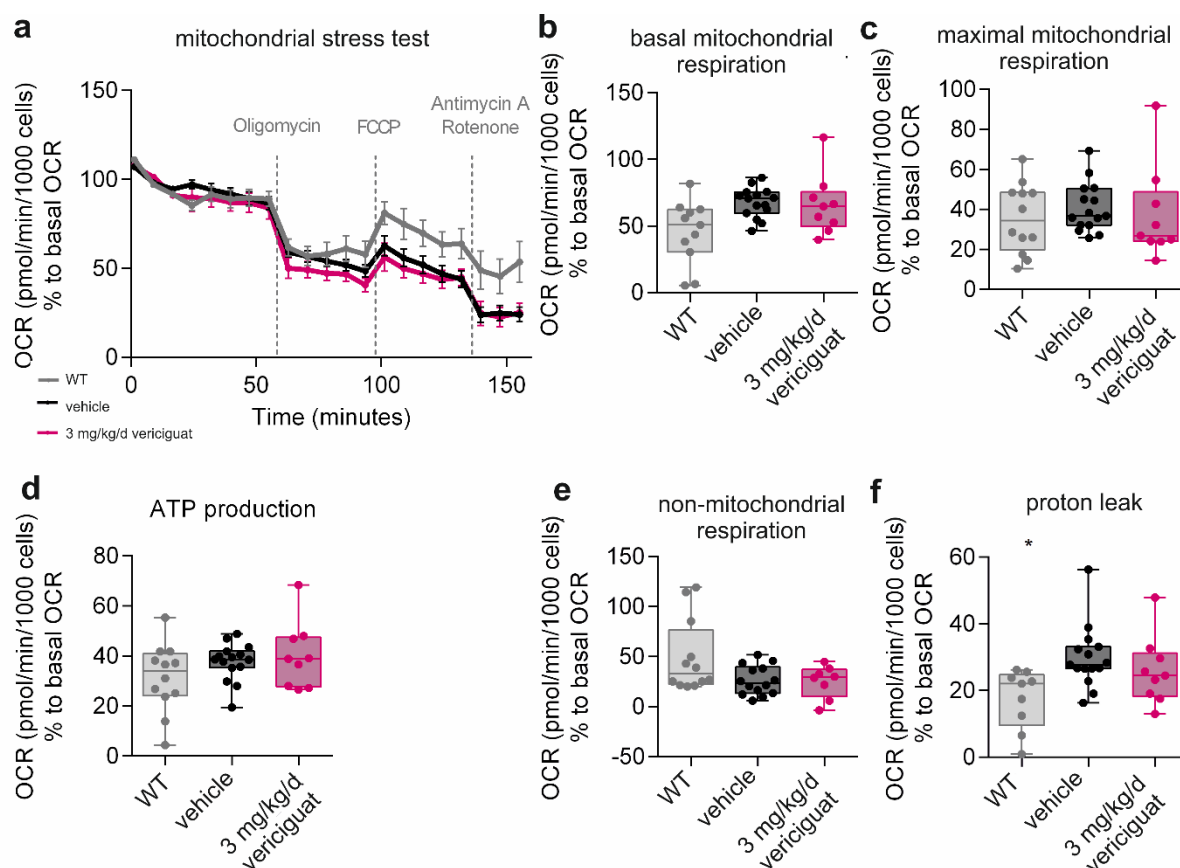 a
mitochondrial stress test
OCR (pmol/min/1000 cells)
% to basal OCR
150
100
50
0
Oligomycin
FCCP
Antimycin A
Rotenone
0
50
100
150
Time (minutes)
WT
vehicle
3 mg/kg/d vericiguat
b
basal mitochondrial
respiration
OCR (pmol/min/1000 cells)
% to basal OCR
150
100
50
0
WT
vehicle
3 mg/kg/d
vericiguat
c
maximal mitochondrial
respiration
OCR (pmol/min/1000 cells)
% to basal OCR
100
80
60
40
20
0
WT
vehicle
3 mg/kg/d
vericiguat
d
ATP production
OCR (pmol/min/1000 cells)
% to basal OCR
80
60
40
20
0
WT
vehicle
3 mg/kg/d
vericiguat
e
non-mitochondrial
respiration
OCR (pmol/min/1000 cells)
% to basal OCR
150
100
50
0
-50
WT
vehicle
3 mg/kg/d
vericiguat
f
proton leak
OCR (pmol/min/1000 cells)
% to basal OCR
60
40
20
0
*
WT
vehicle
3 mg/kg/d
vericiguat